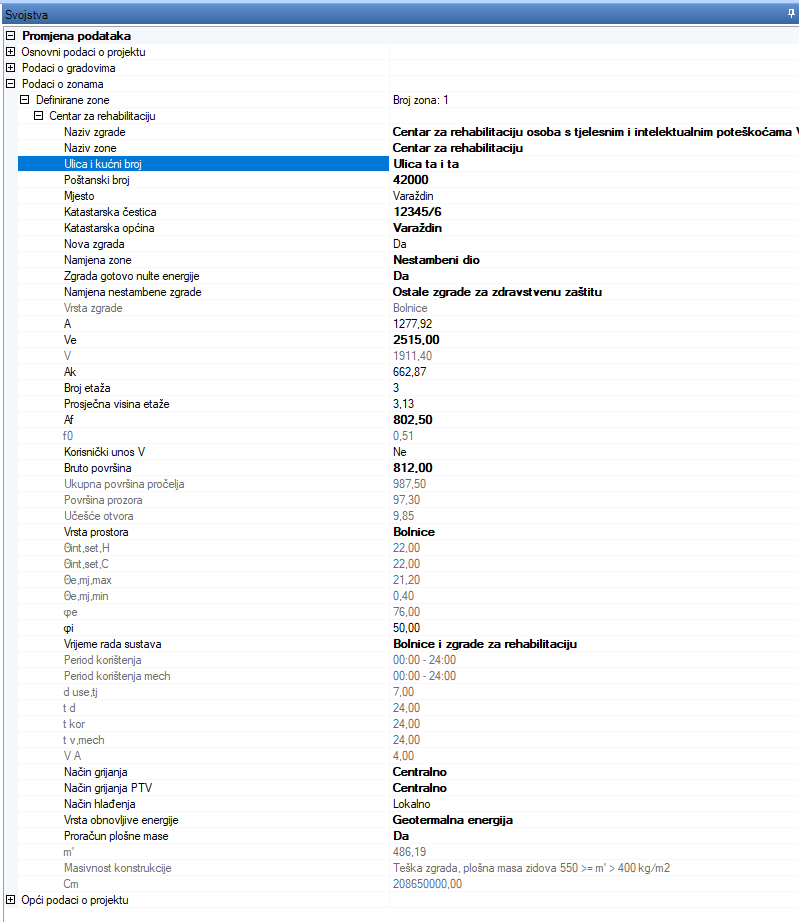 Svojstva
Promjena podataka
Osnovni podaci o projektu
Podaci o gradovima
Podaci o zonama
Definirane zone Broj zona: 1
Centar za rehabilitaciju
Naziv zgrade Centar za rehabilitaciju osoba s tjelesnim i intelektualnim poteškoćama V
Naziv zone Centar za rehabilitaciju
Ulica i kućni broj Ulica ta i ta
Poštanski broj 42000
Mjesto Varaždin
Katastarska čestica 12345/6
Katastarska općina Varaždin
Nova zgrada Da
Namjena zone Nestambeni dio
Zgrada gotovo nulte energije Da
Namjena nestambene zgrade Ostale zgrade za zdravstvenu zaštitu
Vrsta zgrade Bolnice
A 1277,92
Ve 2515,00
V 1911,40
Ak 662,87
Broj etaža 3
Prosječna visina etaže 3,13
Af 802,50
f0 0,51
Korisnički unos V Ne
Bruto površina 812,00
Ukupna površina pročelja 987,50
Površina prozora 97,30
Učešće otvora 9,85
Vrsta prostora Bolnice
Θint,set,H 22,00
Θint,set,C 22,00
Θe,mj,max 21,20
Θe,mj,min 0,40
φe 76,00
φi 50,00
Vrijeme rada sustava Bolnice i zgrade za rehabilitaciju
Period korištenja 00:00 - 24:00
Period korištenja mech 00:00 - 24:00
d use,tj 7,00
t d 24,00
t kor 24,00
t v,mech 24,00
V A 4,00
Način grijanja Centralno
Način grijanja PTV Centralno
Način hlađenja Lokalno
Vrsta obnovljive energije Geotermalna energija
Proračun plošne mase Da
m' 486,19
Masivnost konstrukcije Teška zgrada, plošna masa zidova 550 >= m' > 400 kg/m2
Cm 208650000,00
Opći podaci o projektu